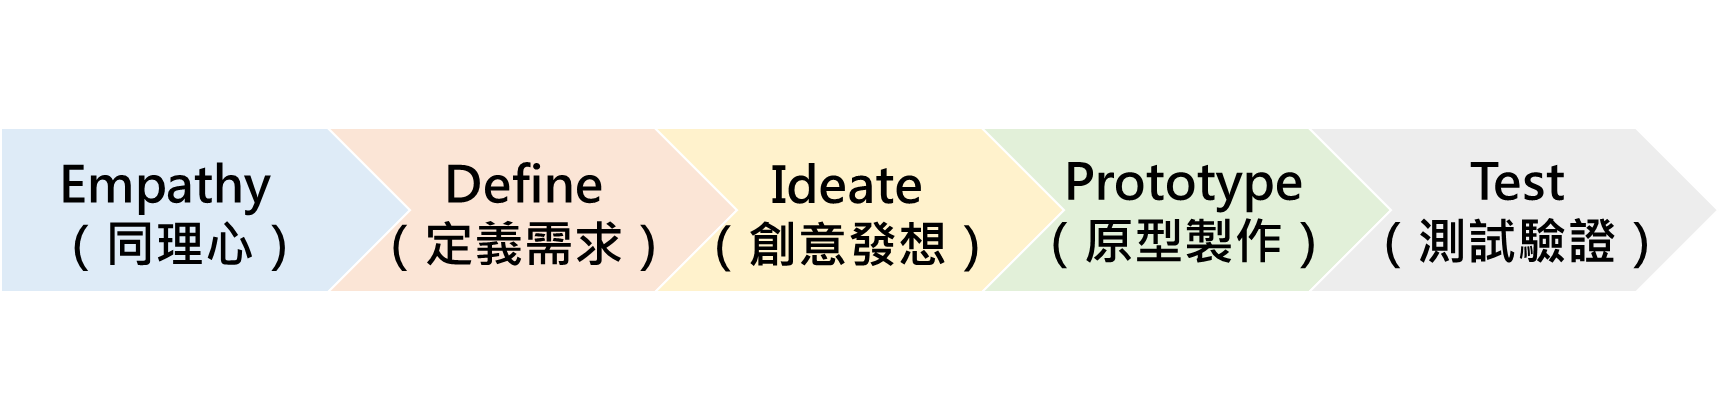 Empathy
（同理心）
Define
（定義需求）
Ideate
（創意發想）
Prototype
（原型製作）
Test
（測試驗證）